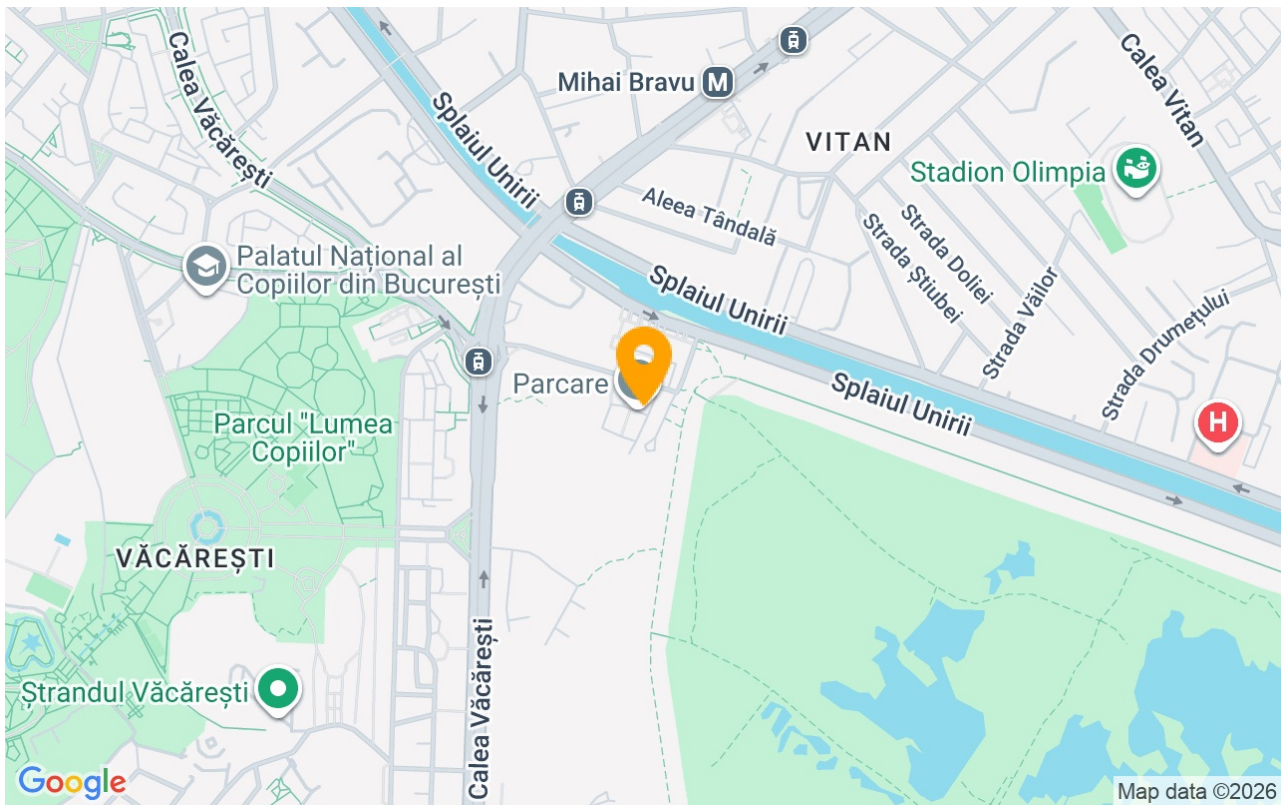 Calea Văcărești
Splaiul Unirii
Mihai Bravu
M
VITAN
Calea Vitan
Stadion Olimpia
Aleea Tândală
Strada Știubei
Strada Doliei
Strada Văilor
Strada Drumețului
Palatul Național al
Copiilor din București
Splaiul Unirii
Parcare
Splaiul Unirii
H
Parcul "Lumea
Copiilor"
VĂCĂREȘTI
Ștrandul Văcărești
Calea Văcărești
Google
Map data ©2026